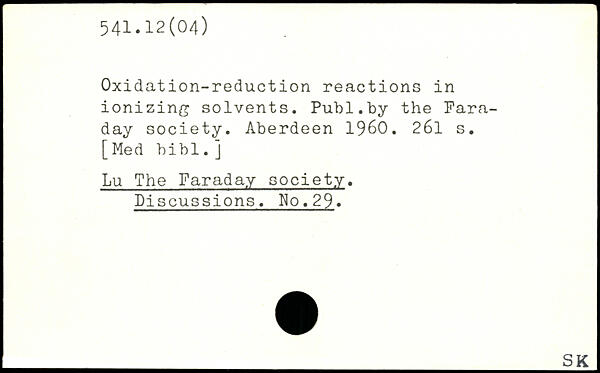 541.12(04)
Oxidation-reduction reactions in
ionizing solvents. Publ.by the Fara-
day society. Aberdeen 1960. 261 s.
[Med bibl.]
Lu The Faraday society.
Discussions. No.29.
SK